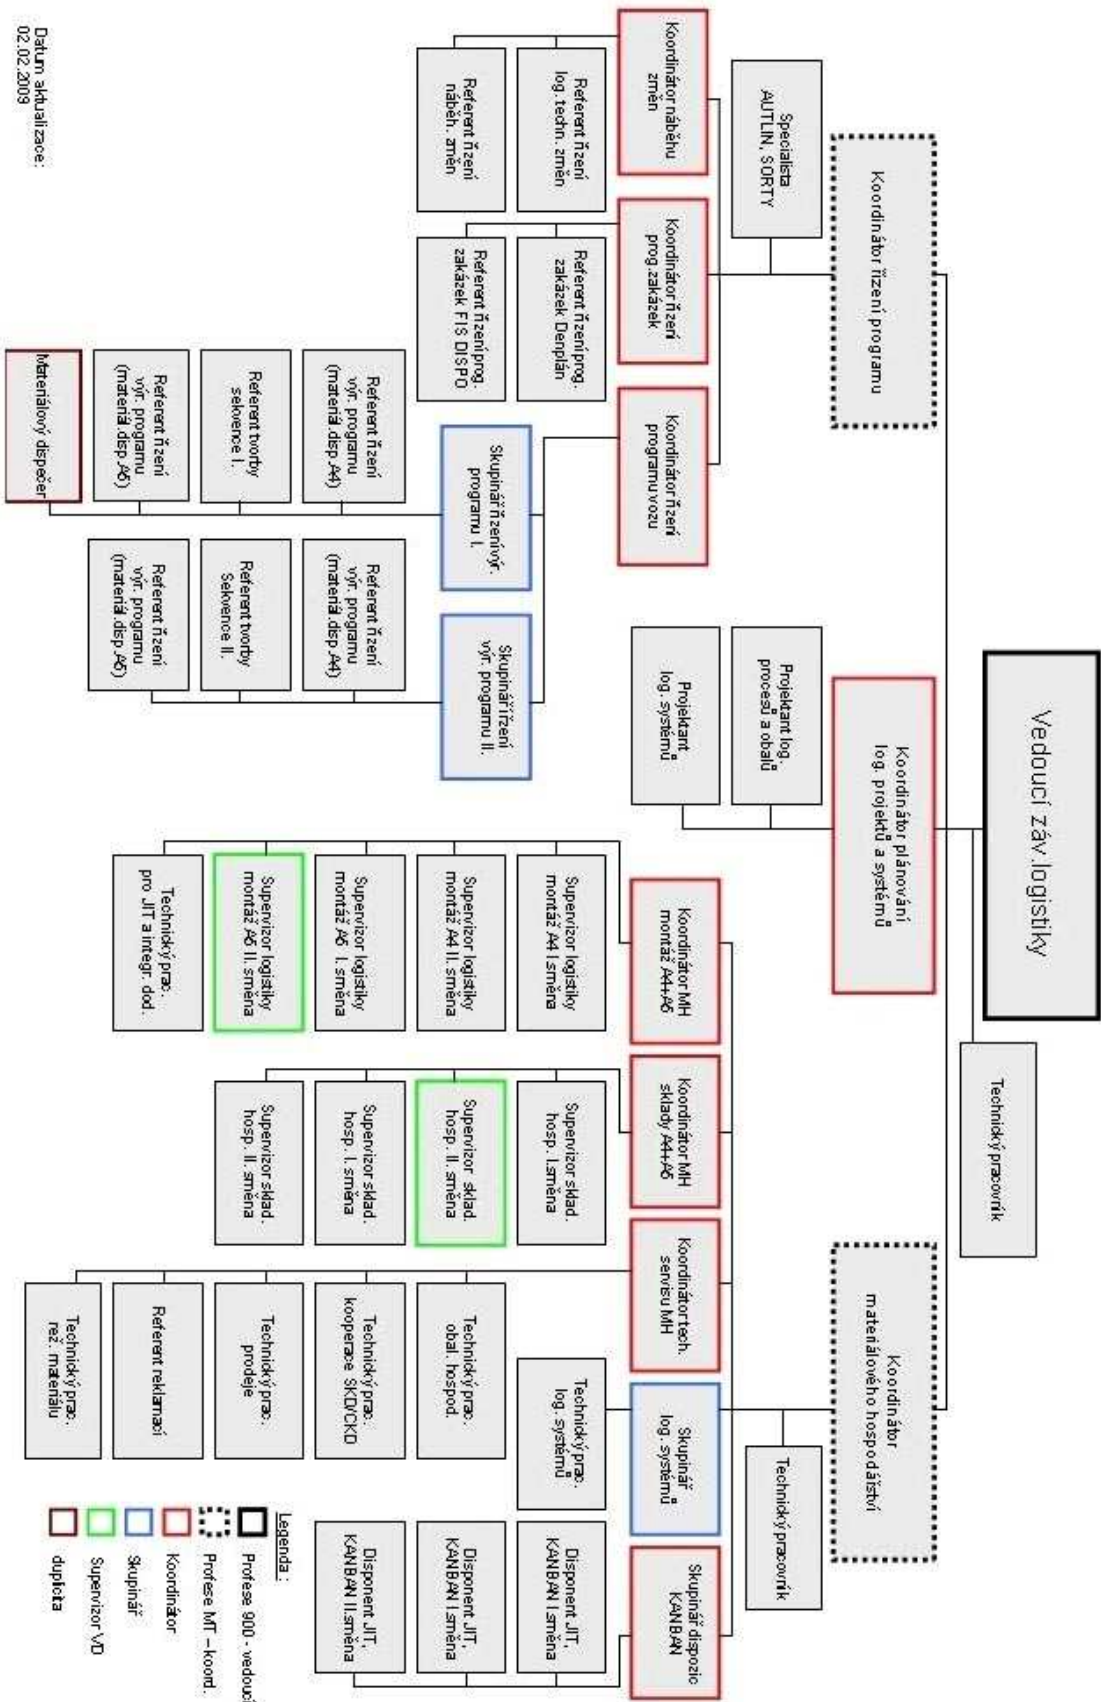 Vedoucí záv.logistiky
Technický pracovník
Koordinátor řízení programu
Koordinátor plánování
log. projektů a systémů
Koordinátor
materiálového hospodářství
Specialista
AUTLIN, SORTY
Projektant log.
procesů a obalů
Projektant
log. systémů
Technický pracovník
Koordinátor náběhu
změn
Koordinátor řízení
prog.zakázek
Koordinátor řízení
programu vozu
Koordinátor MH
montáž A4+A5
Koordinátor MH
sklady A4+A5
Koordinátor tech.
servisu MH
Skupinář
log. systémů
Skupinář dispozic
KANBAN
Referent řízení
log. techn. změn
Referent řízení
náběh. změn
Referent řízení prog.
zakázek Denplán
Referent řízení prog.
zakázek FIS DISPO
Skupinář řízení výr.
programu I.
Skupinář řízení
výr. programu II.
Referent řízení
výr. programu
(materiál.disp.A4)
Referent tvorby
sekvence I.
Referent řízení
výr. programu
(materiál.disp.A5)
Materiálový dispečer
Referent řízení
výr. programu
(materiál.disp.A4)
Referent tvorby
Sekvence II.
Referent řízení
výr. programu
(materiál.disp.A5)
Supervizor logistiky
montáž A4 I.směna
Supervizor logistiky
montáž A4 II. směna
Supervizor logistiky
montáž A5 I. směna
Supervizor logistiky
montáž A5 II. směna
Technický prac.
pro JIT a integr. dod.
Supervizor sklad.
hosp. I.směna
Supervizor sklad.
hosp. II. směna
Supervizor sklad.
hosp. I. směna
Supervizor sklad.
hosp. II. směna
Technický prac.
obal. hospod.
Technický prac.
kooperace SKD/CKD
Technický prac.
prodeje
Referent reklamací
Technický prac.
rež. materiálu
Technický prac.
log. systémů
Disponent JIT,
KANBAN I.směna
Disponent JIT,
KANBAN I.směna
Disponent JIT,
KANBAN II.směna
Legenda :
Profese 900 - vedoucí
Profese MT – koord.
Koordinátor
Skupinář
Supervizor VD
duplicita
Datum aktualizace:
02.02.2009